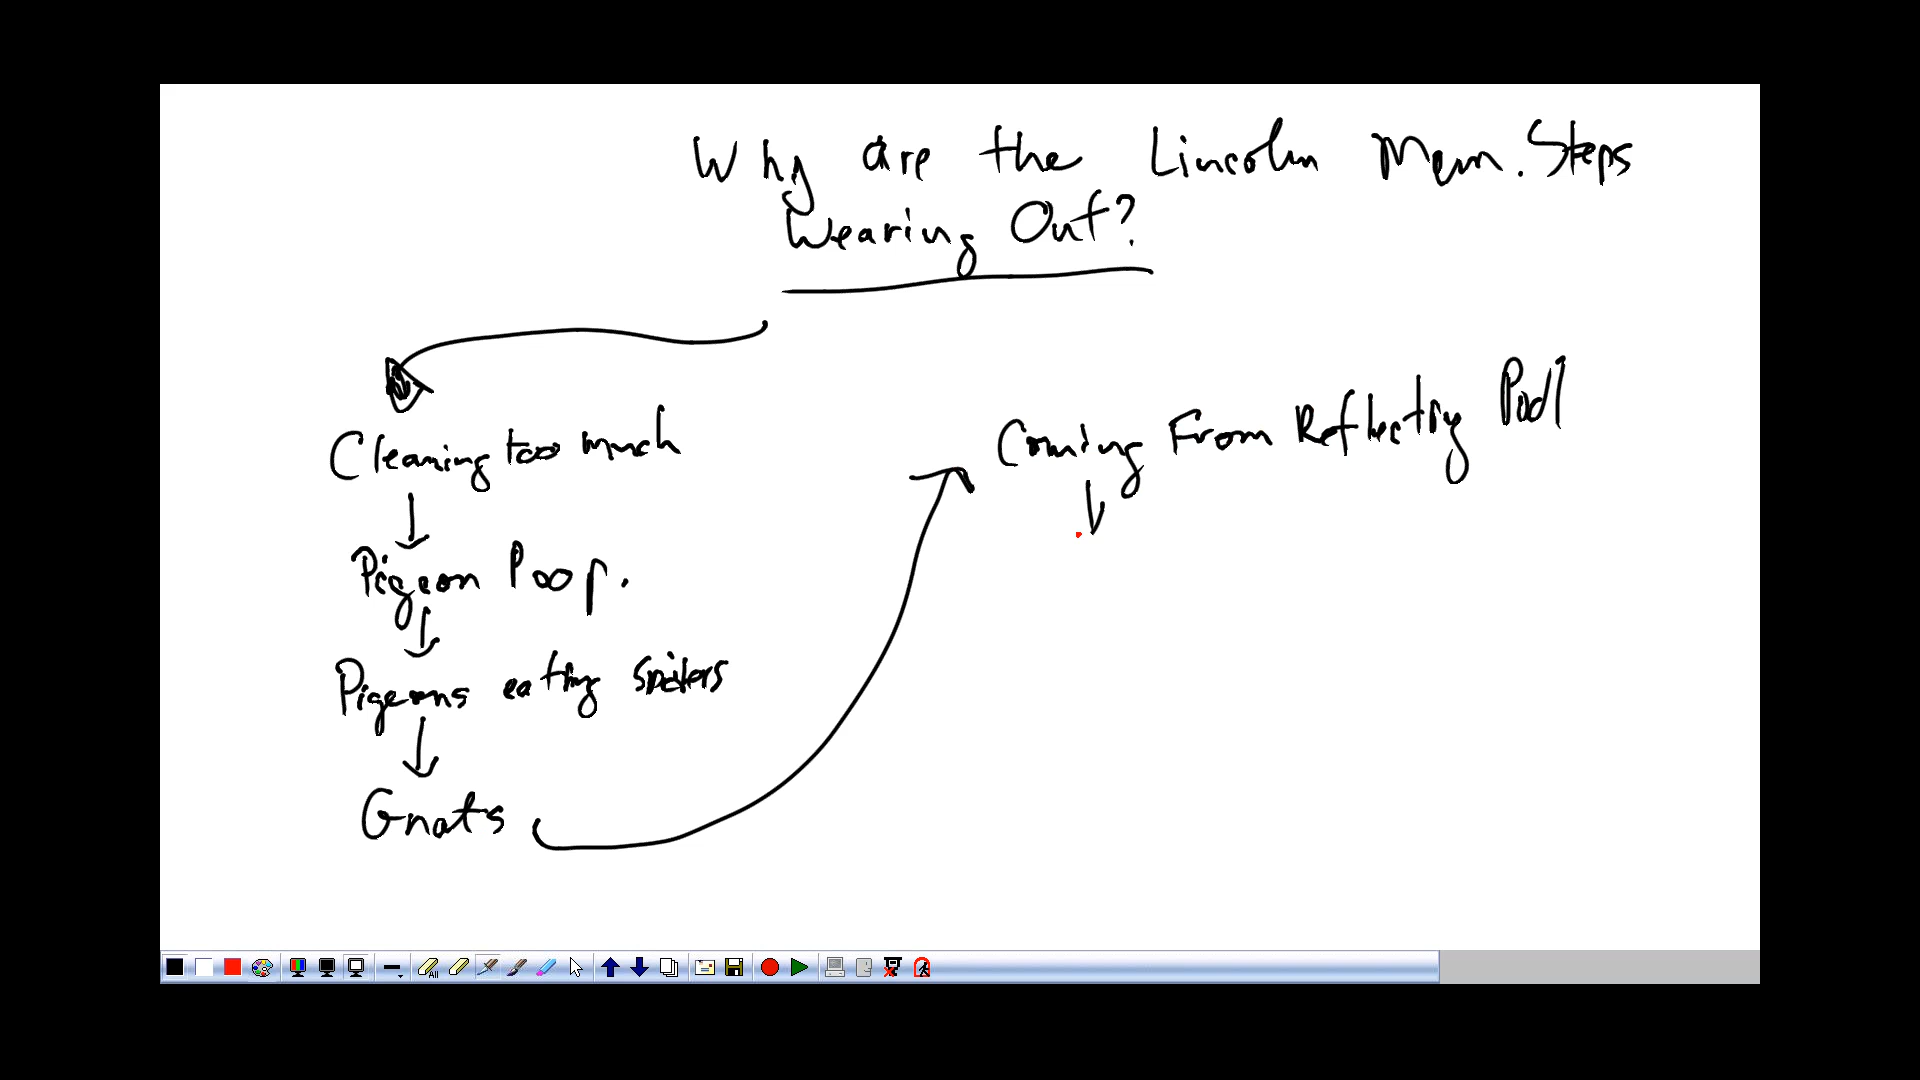 Why are the Lincoln Mem. Steps
Wearing Out?
Cleaning too much
Pigeon Poop.
Pigeons eating spiders
Gnats
Coming From Reflecting Pool
All